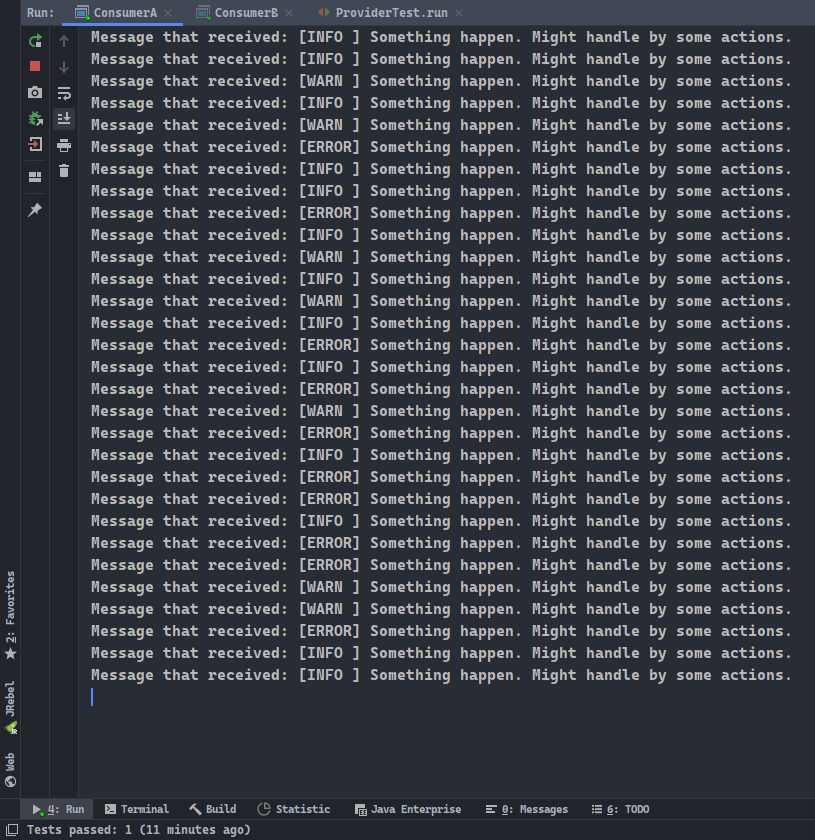 Run: ConsumerA × ConsumerB × ProviderTest.run ×
Message that received: [INFO ] Something happen. Might handle by some actions.
Message that received: [INFO ] Something happen. Might handle by some actions.
Message that received: [WARN ] Something happen. Might handle by some actions.
Message that received: [INFO ] Something happen. Might handle by some actions.
Message that received: [WARN ] Something happen. Might handle by some actions.
Message that received: [ERROR] Something happen. Might handle by some actions.
Message that received: [INFO ] Something happen. Might handle by some actions.
Message that received: [INFO ] Something happen. Might handle by some actions.
Message that received: [ERROR] Something happen. Might handle by some actions.
Message that received: [INFO ] Something happen. Might handle by some actions.
Message that received: [WARN ] Something happen. Might handle by some actions.
Message that received: [INFO ] Something happen. Might handle by some actions.
Message that received: [WARN ] Something happen. Might handle by some actions.
Message that received: [INFO ] Something happen. Might handle by some actions.
Message that received: [ERROR] Something happen. Might handle by some actions.
Message that received: [INFO ] Something happen. Might handle by some actions.
Message that received: [ERROR] Something happen. Might handle by some actions.
Message that received: [WARN ] Something happen. Might handle by some actions.
Message that received: [ERROR] Something happen. Might handle by some actions.
Message that received: [INFO ] Something happen. Might handle by some actions.
Message that received: [ERROR] Something happen. Might handle by some actions.
Message that received: [ERROR] Something happen. Might handle by some actions.
Message that received: [INFO ] Something happen. Might handle by some actions.
Message that received: [ERROR] Something happen. Might handle by some actions.
Message that received: [ERROR] Something happen. Might handle by some actions.
Message that received: [WARN ] Something happen. Might handle by some actions.
Message that received: [WARN ] Something happen. Might handle by some actions.
Message that received: [ERROR] Something happen. Might handle by some actions.
Message that received: [INFO ] Something happen. Might handle by some actions.
Message that received: [INFO ] Something happen. Might handle by some actions.
2: Favorites
JRebel
Web
4: Run Terminal Build Statistic Java Enterprise 0: Messages 6: TODO
Tests passed: 1 (11 minutes ago)